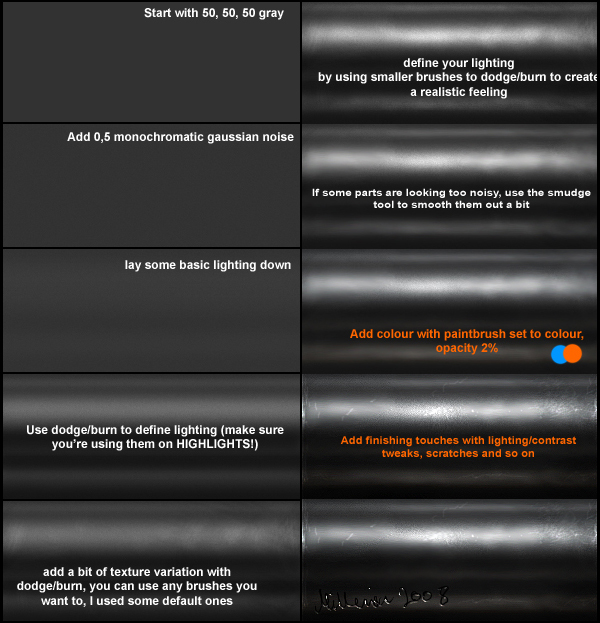 Start with 50, 50, 50 gray
Add 0,5 monochromatic gaussian noise
lay some basic lighting down
Use dodge/burn to define lighting (make sure
you're using them on HIGHLIGHTS!)
add a bit of texture variation with
dodge/burn, you can use any brushes you
want to, I used some default ones
define your lighting
by using smaller brushes to dodge/burn to create
a realistic feeling
If some parts are looking too noisy, use the smudge
tool to smooth them out a bit
Add colour with paintbrush set to colour,
opacity 2%
Add finishing touches with lighting/contrast
tweaks, scratches and so on
2008